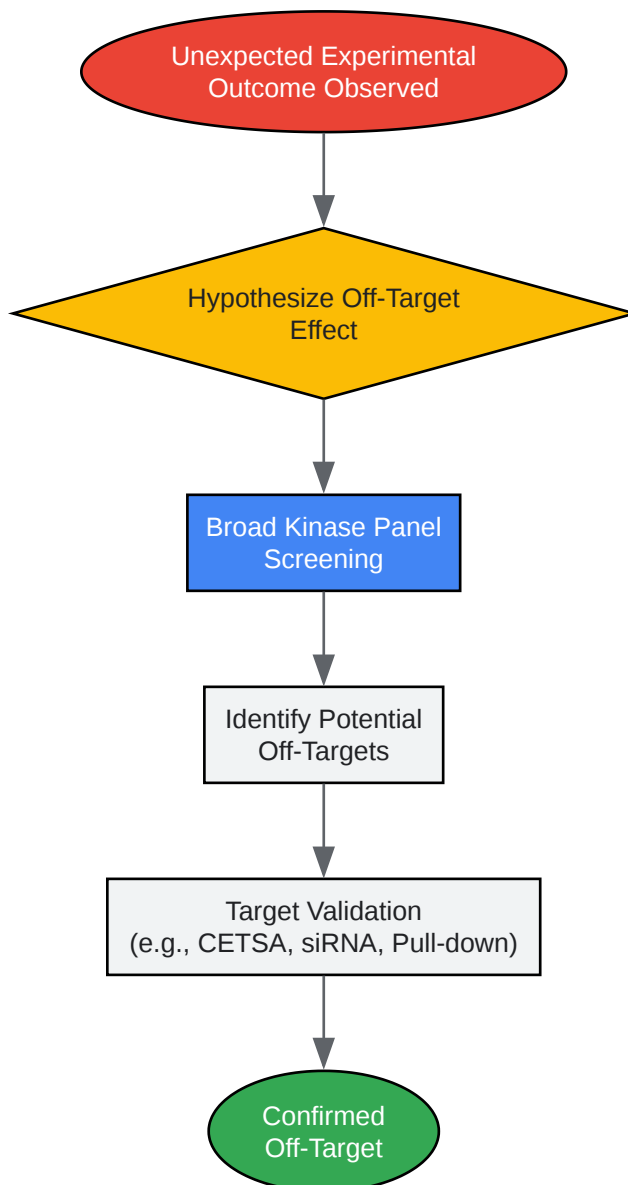 Unexpected Experimental
Outcome Observed
Hypothesize Off-Target
Effect
Broad Kinase Panel
Screening
Identify Potential
Off-Targets
Target Validation
(e.g., CETSA, siRNA, Pull-down)
Confirmed
Off-Target